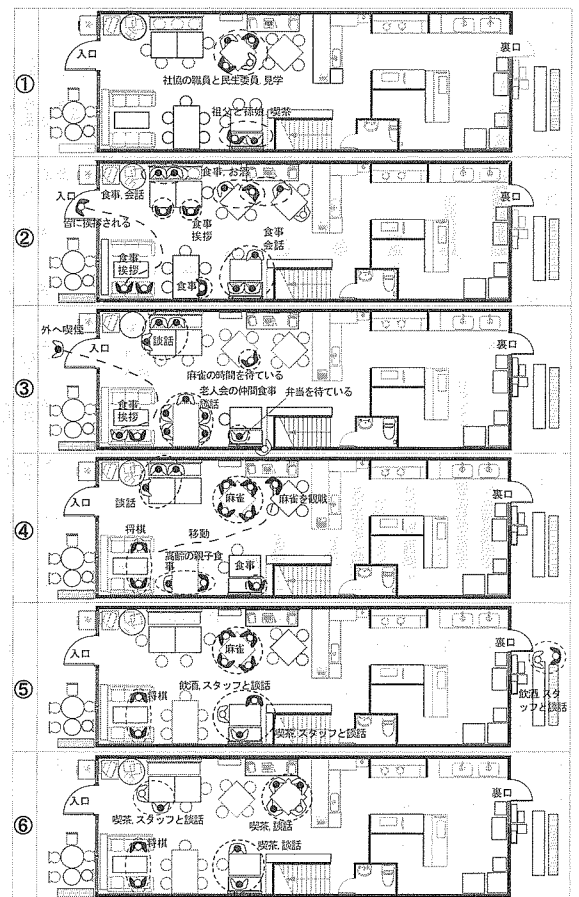 ①
入口
裏口
社協の職員と民生委員, 見学
祖父と姉妹, 喫茶
②
食事, お酒
入口
食事, 会話
裏口
皆に挨拶される
食事
挨拶
食事
会話
食事
挨拶
食事
③
外へ喫煙
入口
談話
裏口
麻雀の時間を待ている
老人会の仲間食事
談話
弁当を待ている
食事
挨拶
④
入口
談話
麻雀
麻雀を観戦
裏口
将棋
移動
高齢の親子食
事
食事
⑤
入口
麻雀
裏口
飲酒, スタッフと談話
将棋
喫茶, スタッフと談話
飲酒, スタ
ッフと談話
⑥
入口
裏口
喫茶, スタッフと談話
喫茶, 談話
将棋
喫茶, 談話